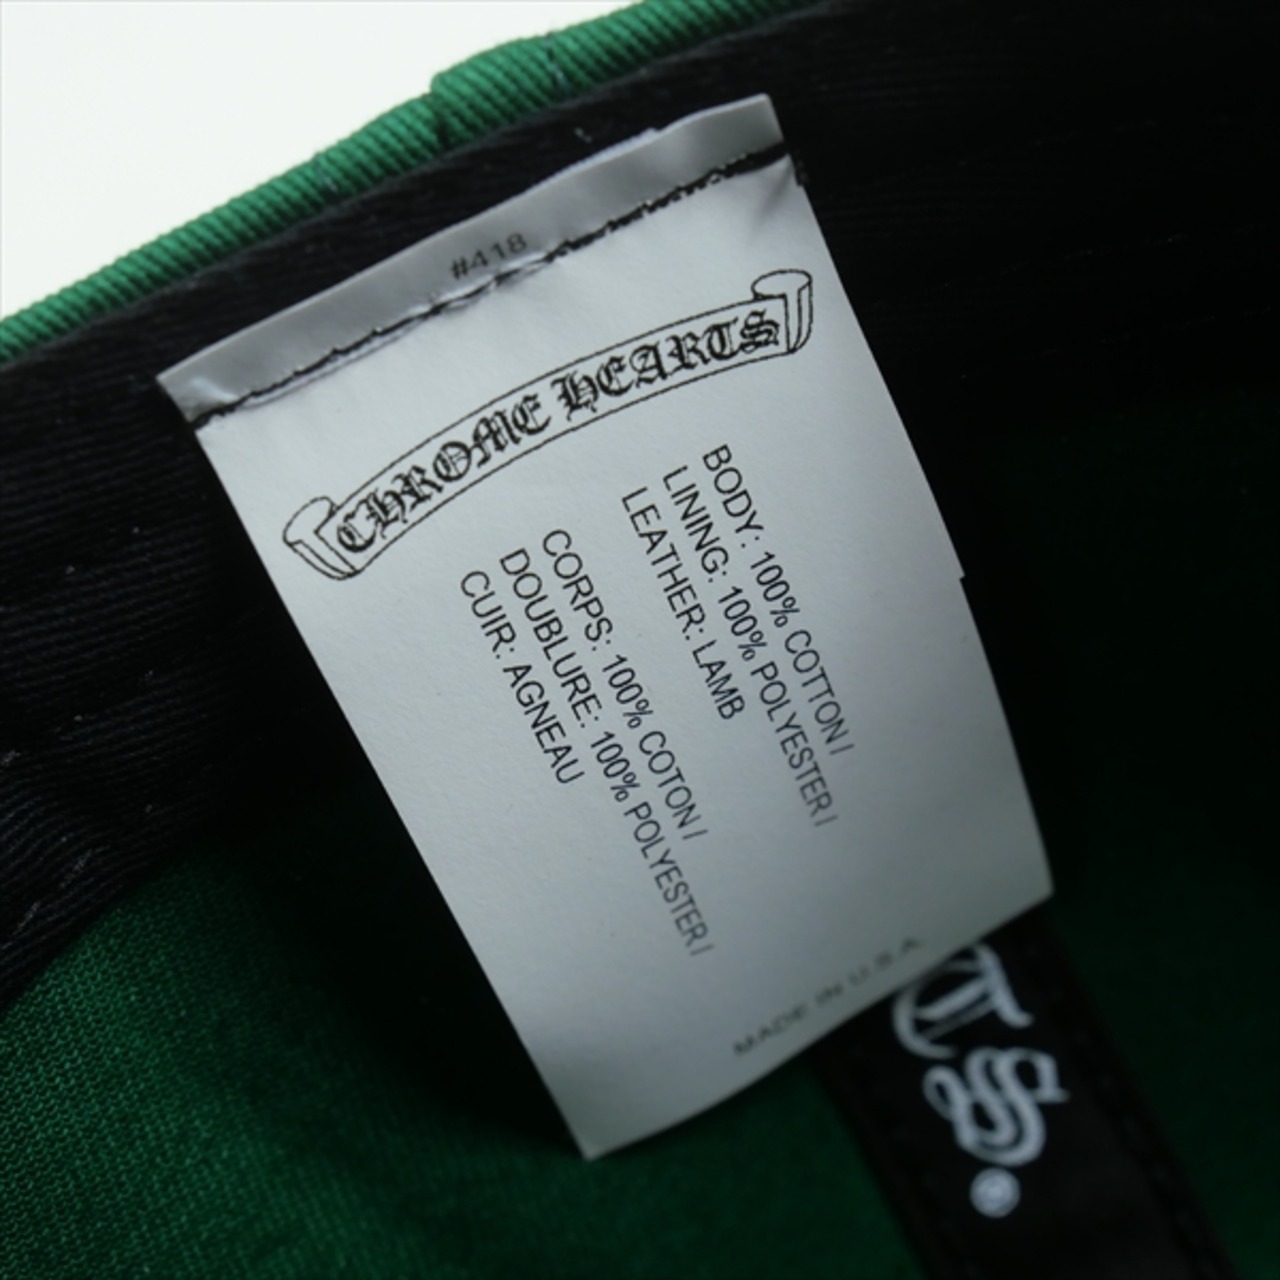 #418
CHROME HEARTS
BODY: 100% COTTON/
LINING: 100% POLYESTER/
LEATHER: LAMB
CORPS: 100% COTON/
DOUBLURE: 100% POLYESTER/
CUIR: AGNEAU
MADE IN U.S.A.
TS®